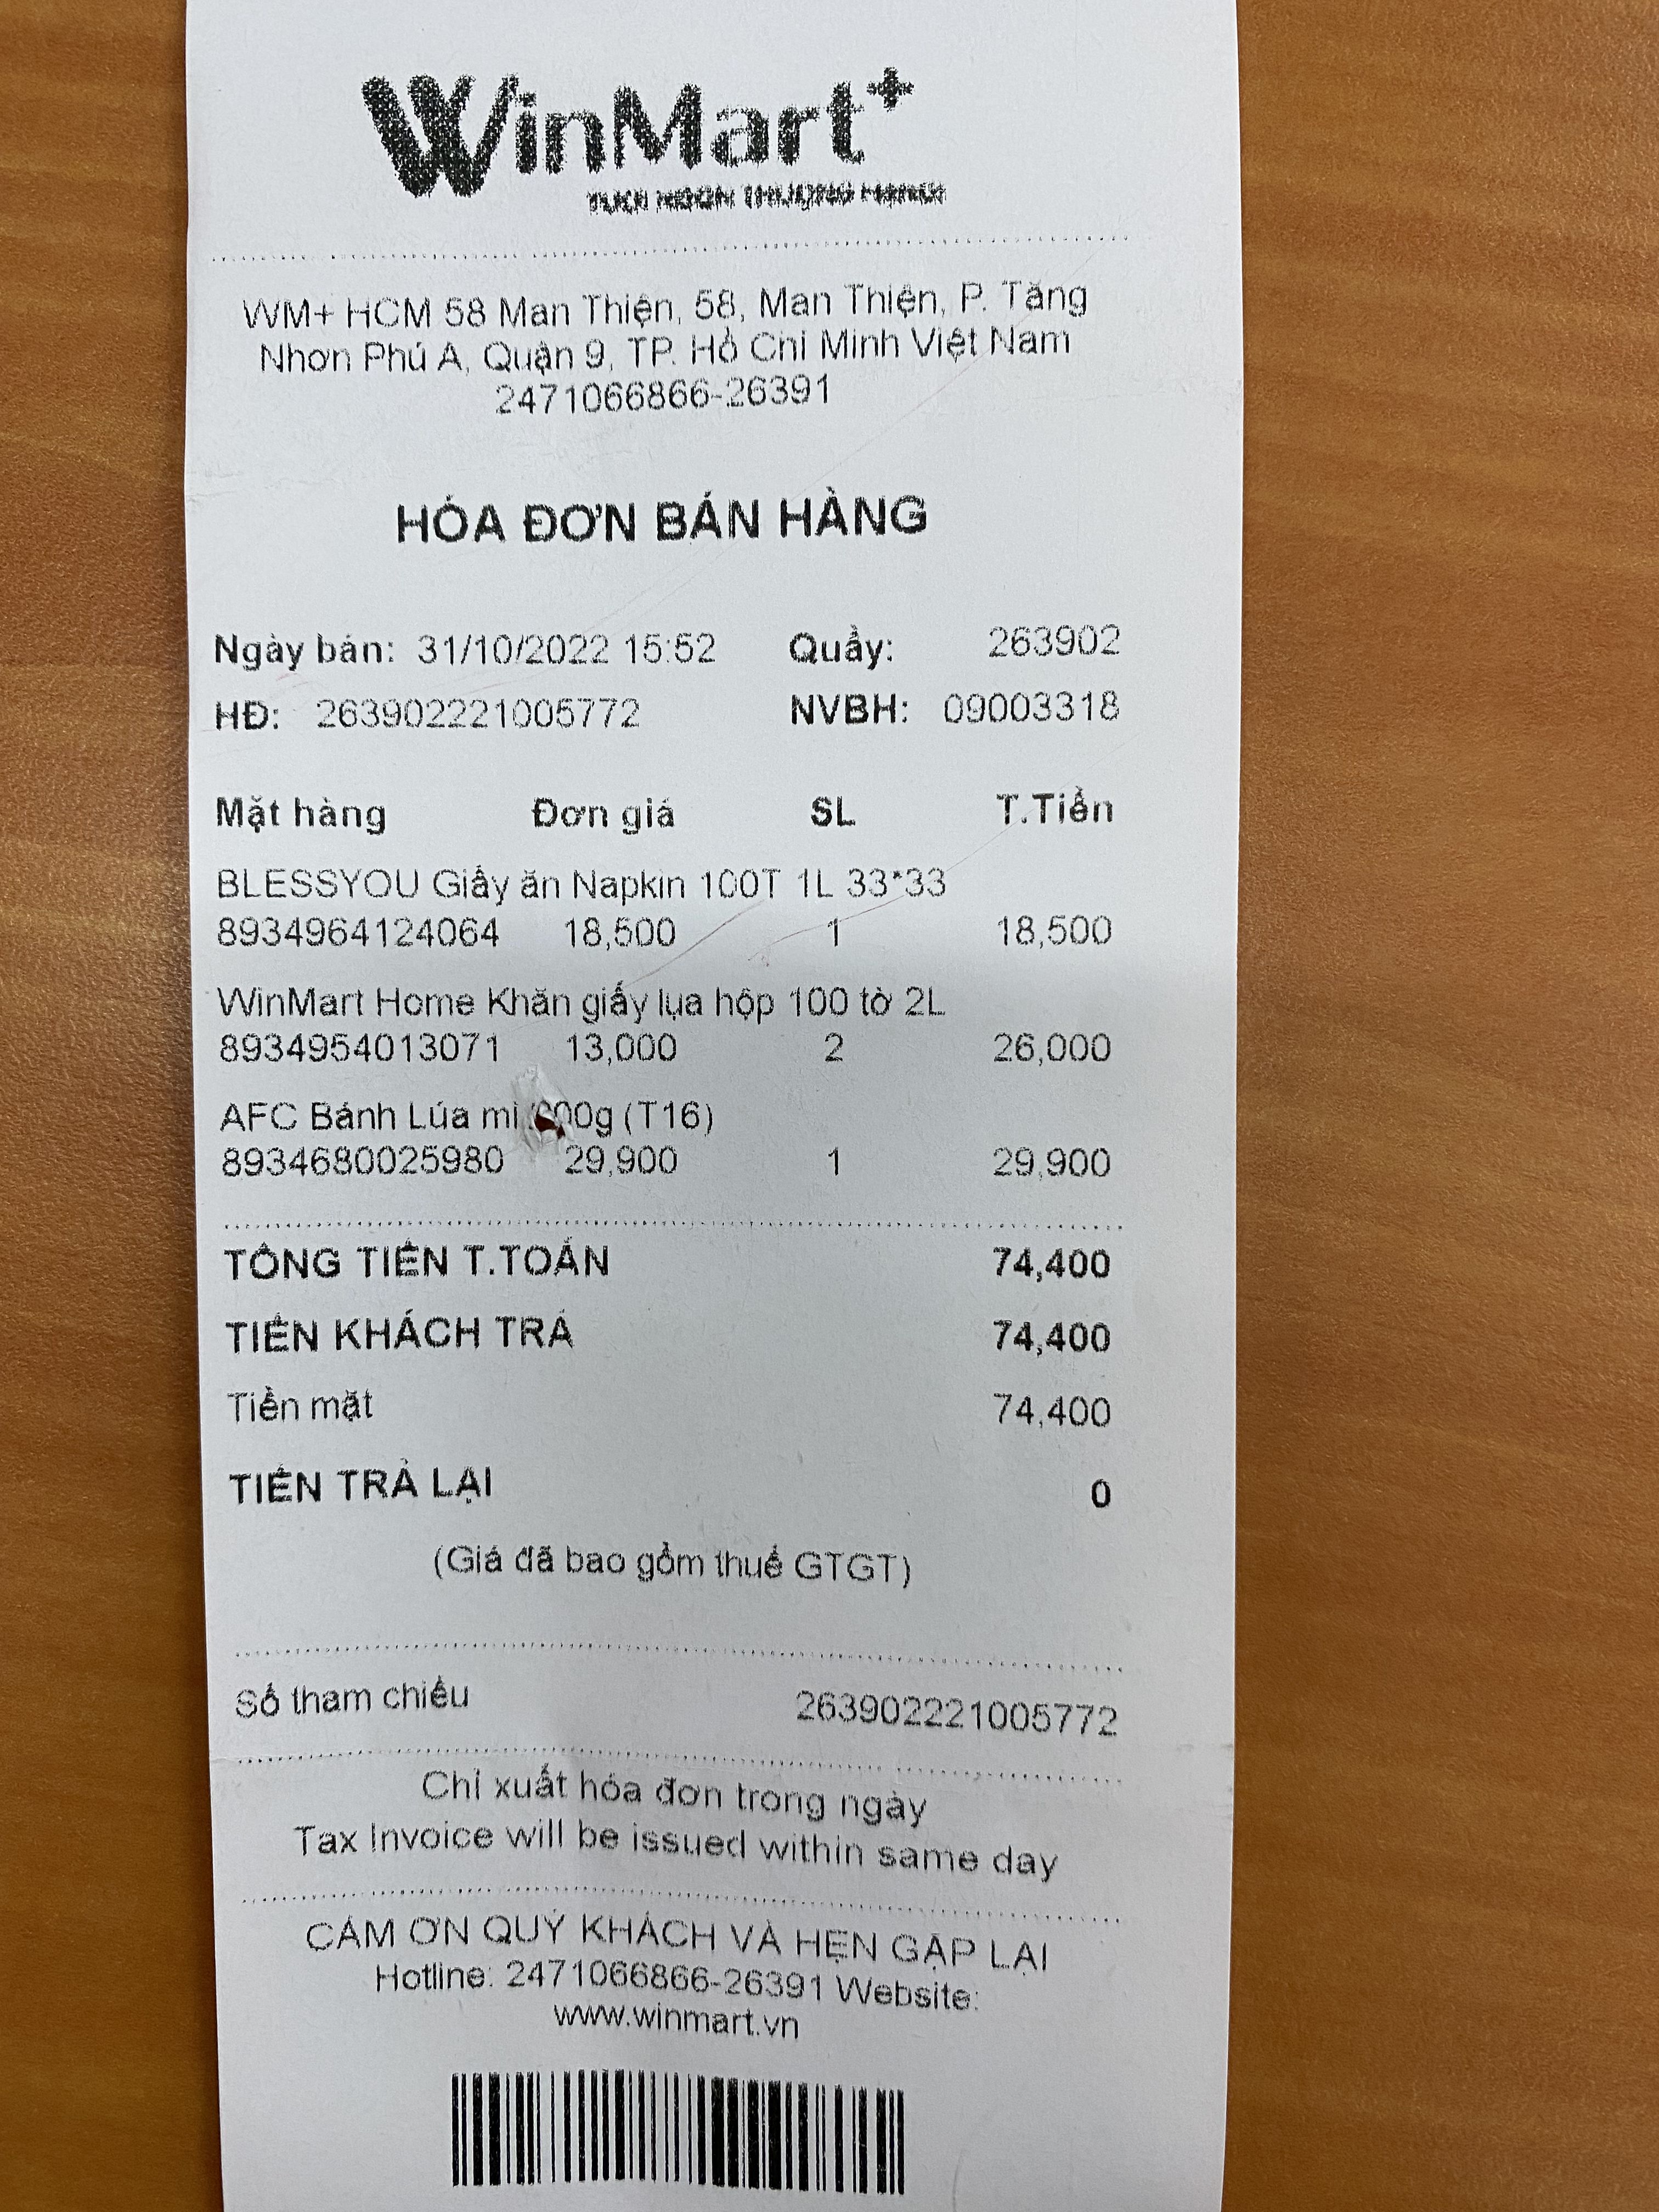 WinMart+
TƯƠI NGON THƯỢNG HẠNG!
WM+ HCM 58 Man Thiện, 58, Man Thiện, P. Tăng
Nhơn Phú A, Quận 9, TP. Hồ Chí Minh Việt Nam
2471066866-26391
HÓA ĐƠN BÁN HÀNG
Ngày bán: 31/10/2022 15:52 Quầy: 263902
HĐ: 263902221005772 NVBH: 09003318
Mặt hàng Đơn giá SL T.Tiền
BLESSYOU Giấy ăn Napkin 100T 1L 33*33
8934964124064 18,500 1 18,500
WinMart Home Khăn giấy lụa hộp 100 tờ 2L
8934954013071 13,000 2 26,000
AFC Bánh Lúa mì (T16)
8934680025980 29,900 1 29,900
TỔNG TIỀN T.TOÁN 74,400
TIỀN KHÁCH TRẢ 74,400
Tiền mặt 74,400
TIỀN TRẢ LẠI 0
(Giá đã bao gồm thuế GTGT)
Số tham chiếu 263902221005772
Chỉ xuất hóa đơn trong ngày
Tax Invoice will be issued within same day
CẢM ƠN QUÝ KHÁCH VÀ HẸN GẶP LẠI
Hotline: 2471066866-26391 Website:
www.winmart.vn